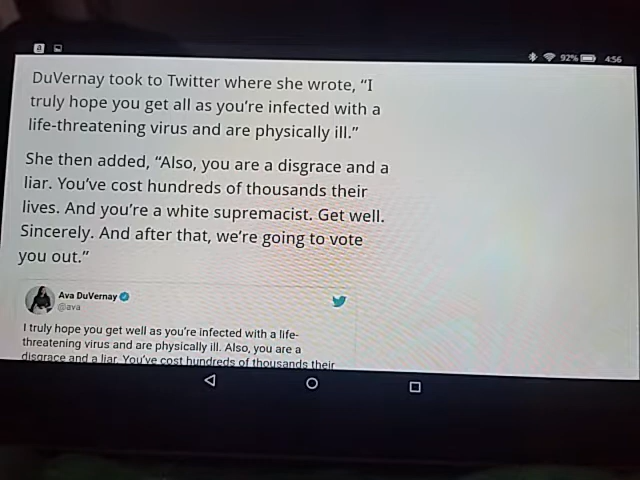 92% 4:56
DuVernay took to Twitter where she wrote, “I
truly hope you get all as you’re infected with a
life-threatening virus and are physically ill.”
She then added, “Also, you are a disgrace and a
liar. You’ve cost hundreds of thousands their
lives. And you’re a white supremacist. Get well.
Sincerely. And after that, we’re going to vote
you out.”
Ava DuVernay
@ava
I truly hope you get well as you’re infected with a life-
threatening virus and are physically ill. Also, you are a
disgrace and a liar. You’ve cost hundreds of thousands their